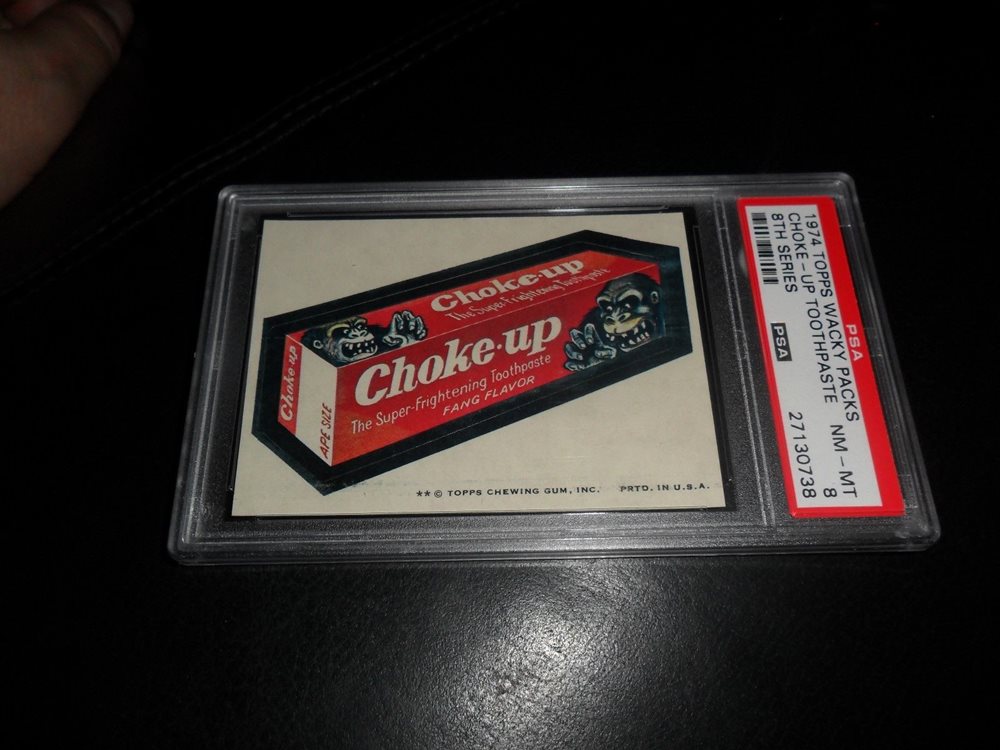 Choke-up
The Super-Frightening Toothpaste
Choke-up
The Super-Frightening Toothpaste
FANG FLAVOR
Choke up
APE SIZE
** © TOPPS CHEWING GUM, INC. PRTD. IN U.S.A.
PSA
1974 TOPPS WACKY PACKS
CHOKE-UP TOOTHPASTE NM-MT
8TH SERIES PSA 8
27130738